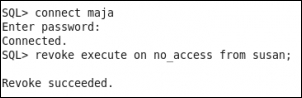 SQL> connect maja
Enter password:
Connected.
SQL> revoke execute on no_access from susan;
Revoke succeeded.